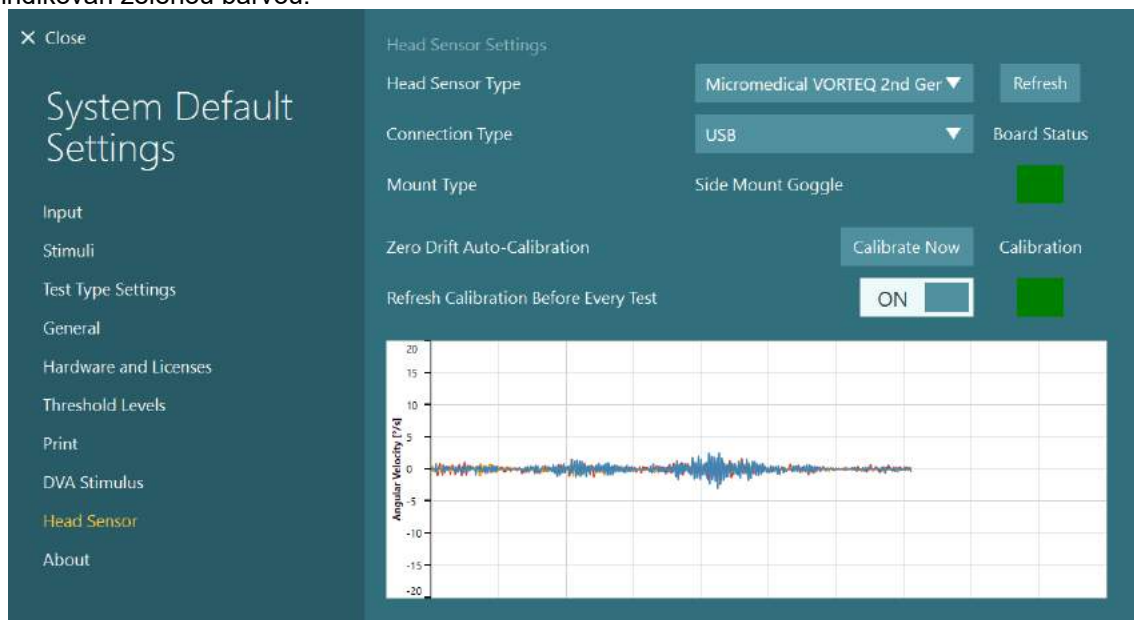 indikován zelenou barvou.
X Close
System Default
Settings
Input
Stimuli
Test Type Settings
General
Hardware and Licenses
Threshold Levels
Print
DVA Stimulus
Head Sensor
About
Head Sensor Settings
Head Sensor Type
Micromedical VORTEQ 2nd Ger
Refresh
Connection Type
USB
Board Status
Mount Type
Side Mount Goggle
Zero Drift Auto-Calibration
Calibrate Now
Calibration
Refresh Calibration Before Every Test
ON
Angular Velocity [°/s]
20
15
10
5
0
-5
-10
-15
-20